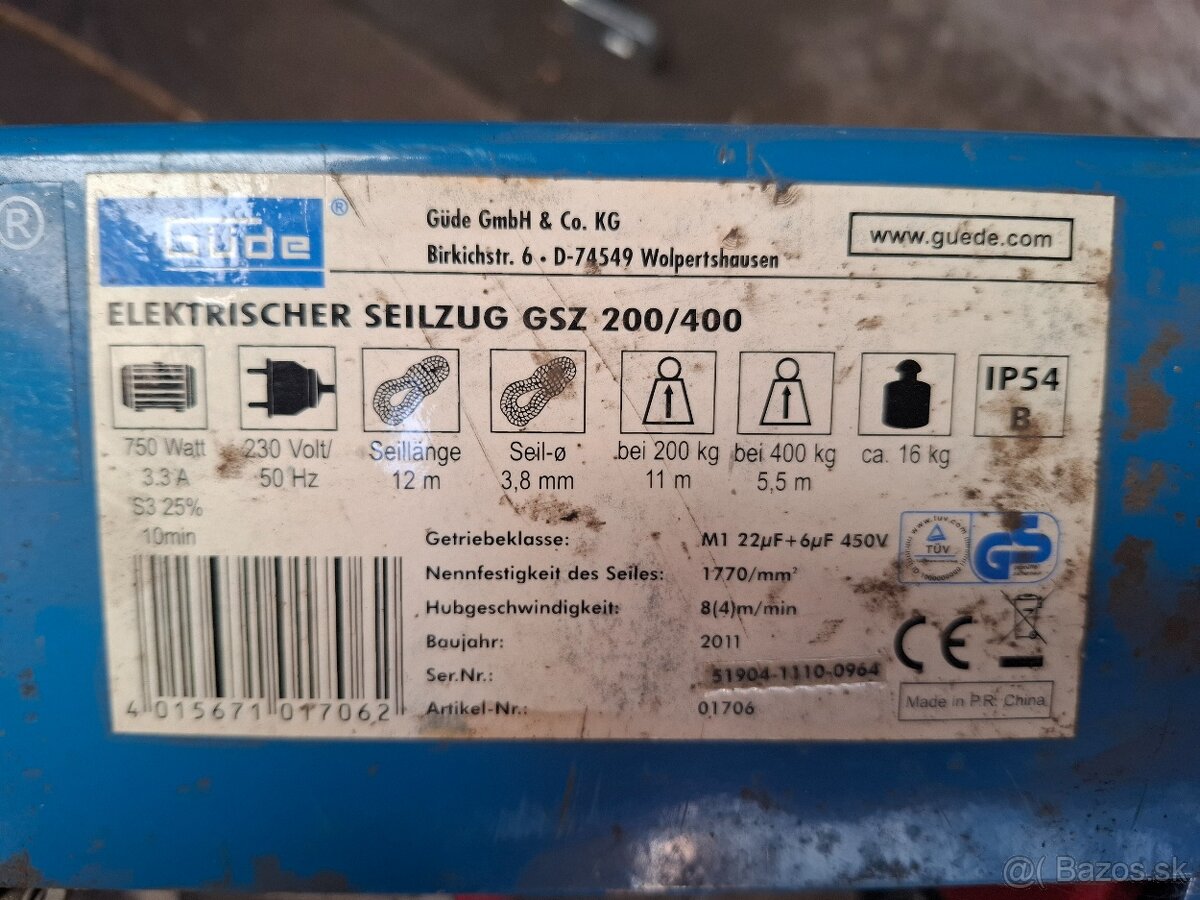 ®
Güde ®
Güde GmbH & Co. KG
Birkichstr. 6 • D-74549 Wolpertshausen
www.guede.com
ELEKTRISCHER SEILZUG GSZ 200/400
750 Watt
3.3 A
S3 25%
10min
230 Volt/
50 Hz
Seillänge
12 m
Seil-ø
3,8 mm
bei 200 kg
11 m
bei 400 kg
5,5 m
ca. 16 kg
IP54
B
Getriebeklasse: M1 22µF+6µF 450V
Nennfestigkeit des Seiles: 1770/mm²
Hubgeschwindigkeit: 8(4)m/min
Baujahr: 2011
Ser.Nr.: 51904-1110-0964
Artikel-Nr.: 01706
4 015671 017062
www.tuv.com
TÜV
GS
CE
Made in P.R. China
@( Bazos.sk